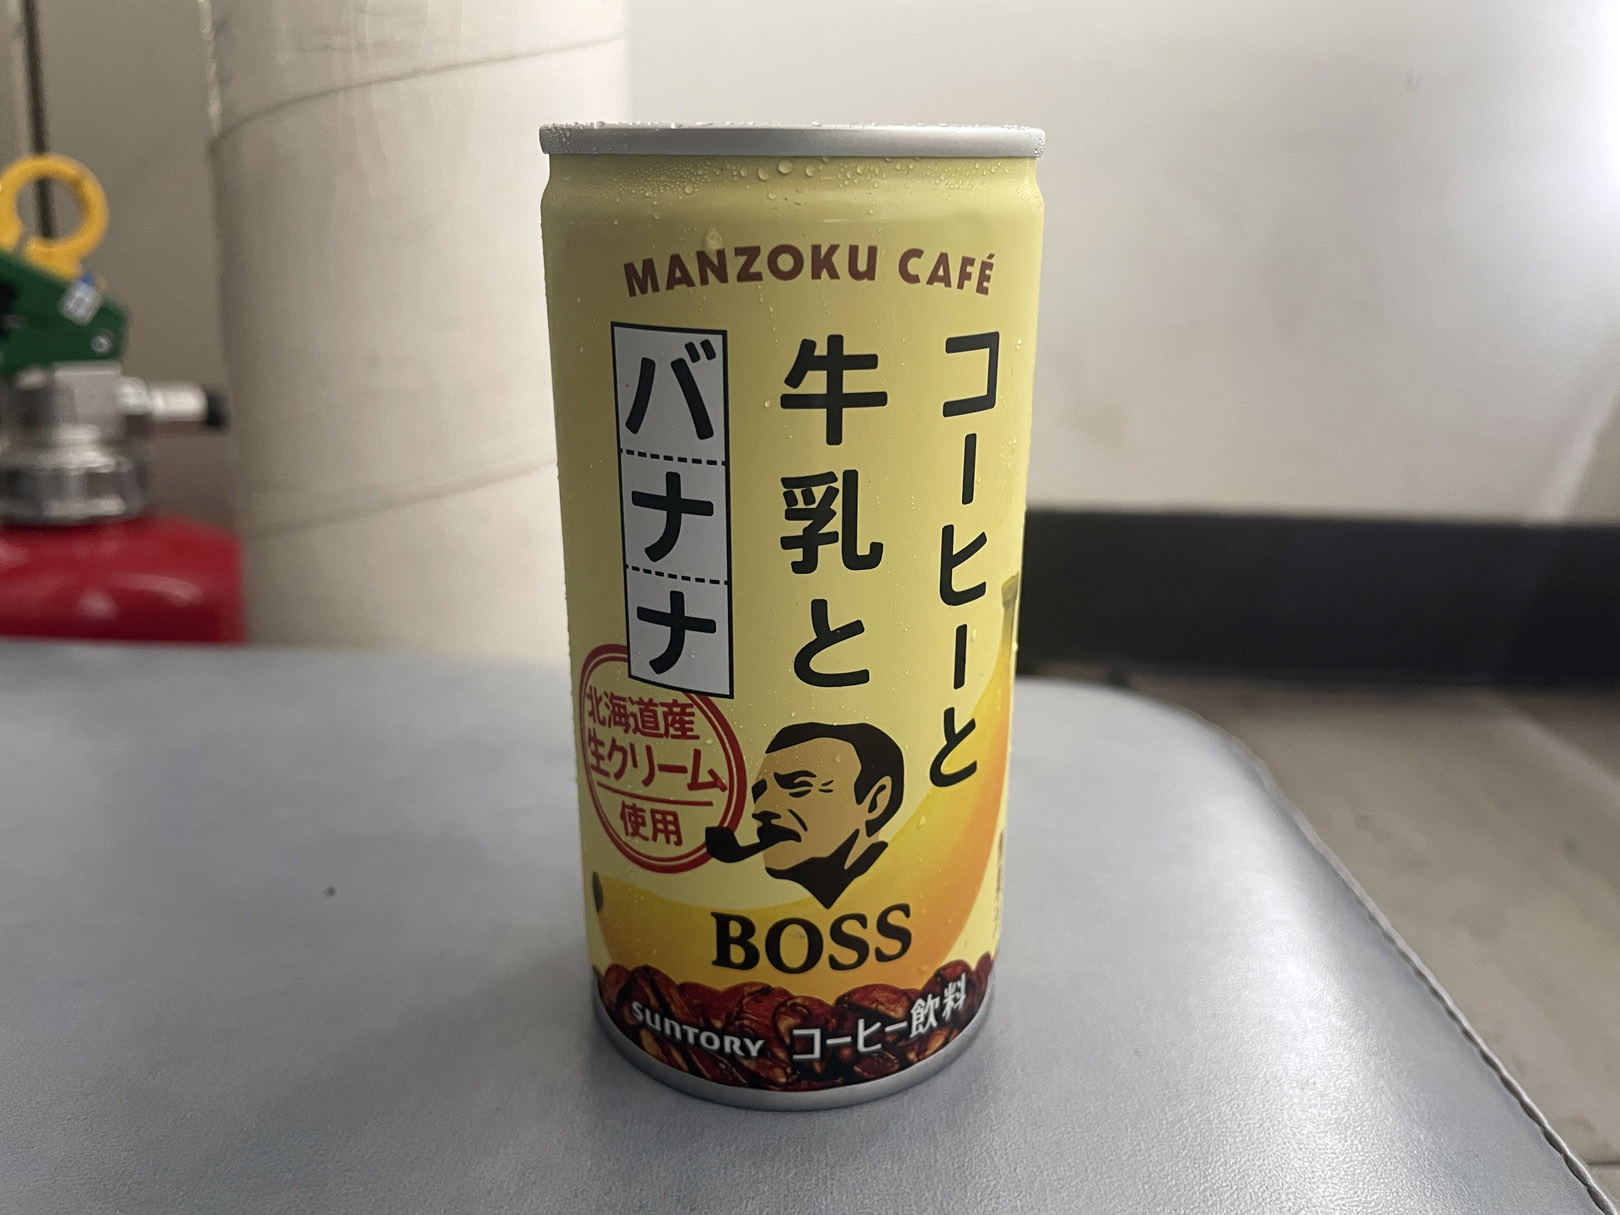 MANZOKU CAFÉ
コーヒーと
牛乳と
バナナ
北海道産
生クリーム
使用
BOSS
SUNTORY コーヒー飲料